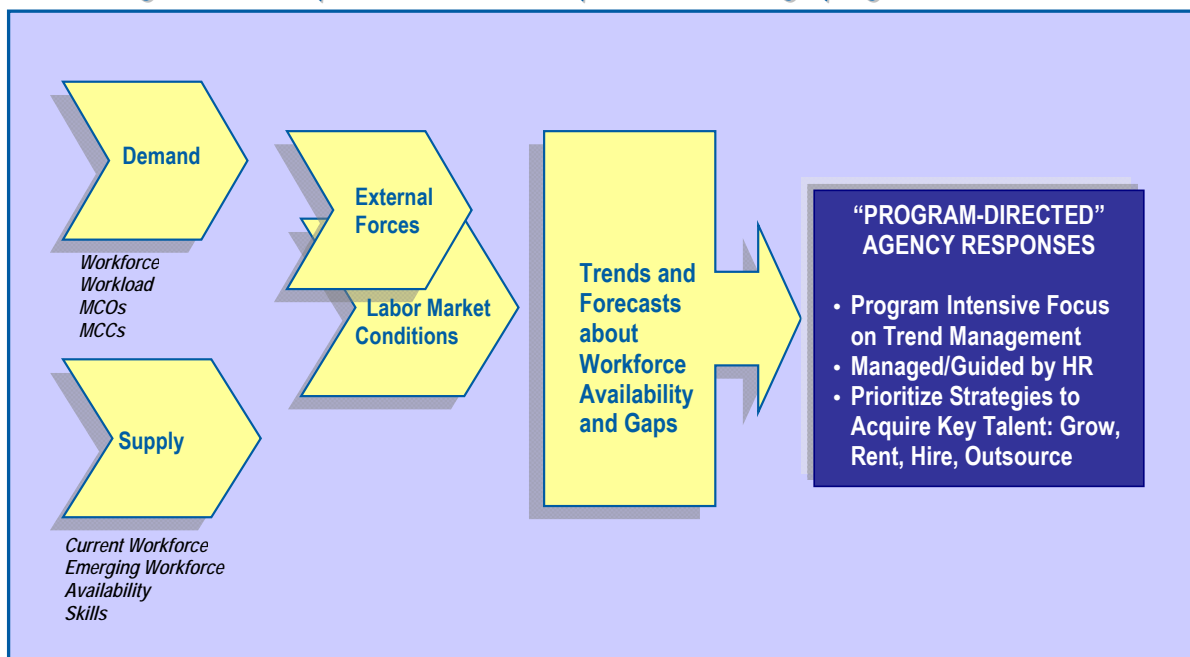 Demand
Workforce
Workload
MCOs
MCCs
Supply
Current Workforce
Emerging Workforce
Availability
Skills
External
Forces
Labor Market
Conditions
Trends and
Forecasts
about
Workforce
Availability
and Gaps
“PROGRAM-DIRECTED”
AGENCY RESPONSES
• Program Intensive Focus
on Trend Management
• Managed/Guided by HR
• Prioritize Strategies to
Acquire Key Talent: Grow,
Rent, Hire, Outsource